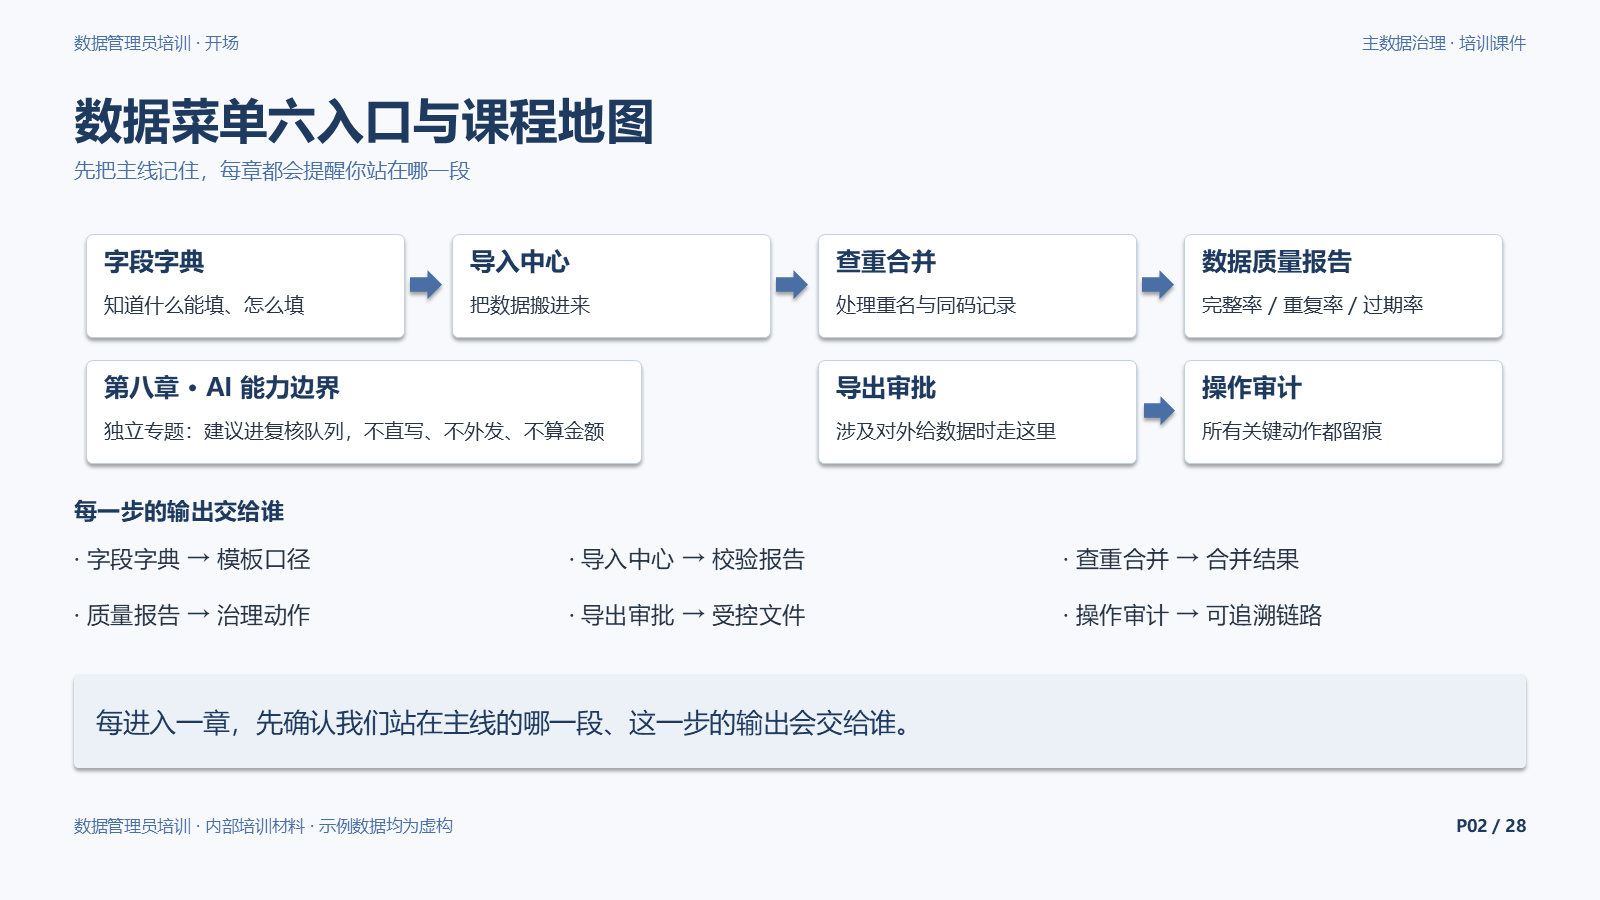 数据管理员培训 · 开场
主数据治理 · 培训课件
数据菜单六入口与课程地图
先把主线记住，每章都会提醒你站在哪一段
字段字典
知道什么能填、怎么填
导入中心
把数据搬进来
查重合并
处理重名与同码记录
数据质量报告
完整率 / 重复率 / 过期率
第八章 · AI 能力边界
独立专题：建议进复核队列，不直写、不外发、不算金额
导出审批
涉及对外给数据时走这里
操作审计
所有关键动作都留痕
每一步的输出交给谁
· 字段字典 → 模板口径
· 导入中心 → 校验报告
· 查重合并 → 合并结果
· 质量报告 → 治理动作
· 导出审批 → 受控文件
· 操作审计 → 可追溯链路
每进入一章，先确认我们站在主线的哪一段、这一步的输出会交给谁。
数据管理员培训 · 内部培训材料 · 示例数据均为虚构
P02 / 28